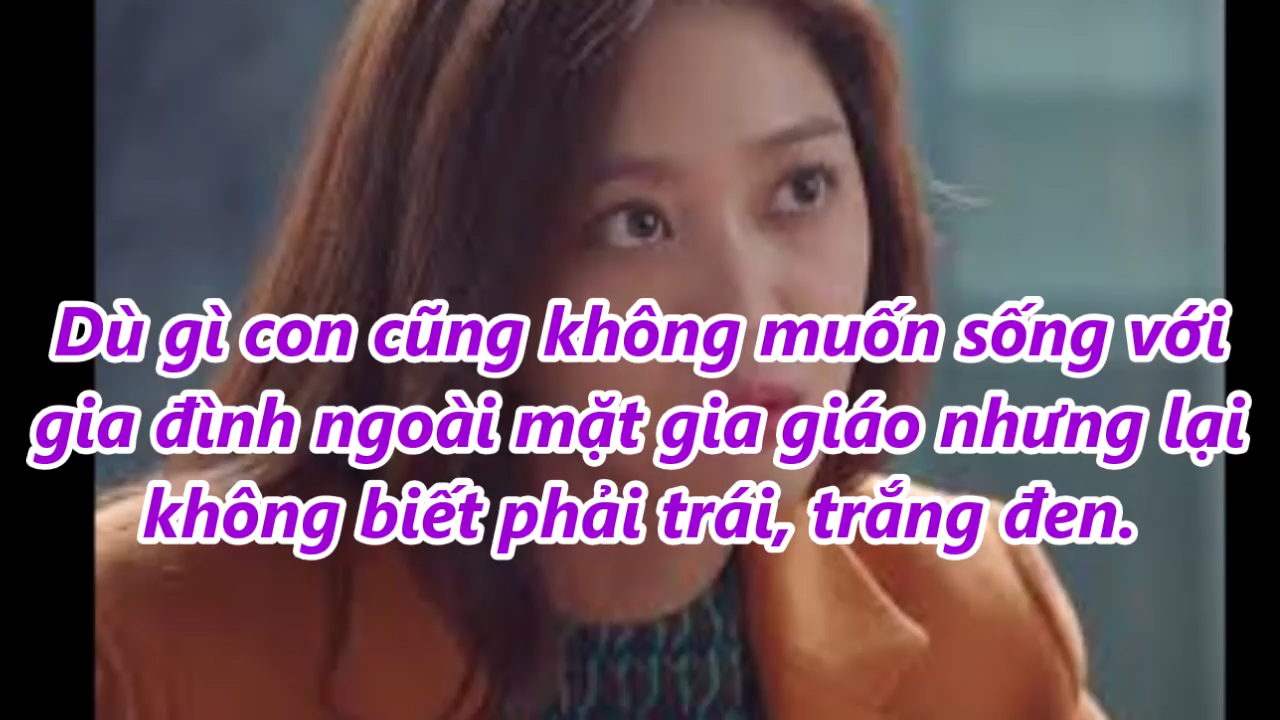 Dù gì con cũng không muốn sống với
gia đình ngoài mặt gia giáo nhưng lại
không biết phải trái, trắng đen.